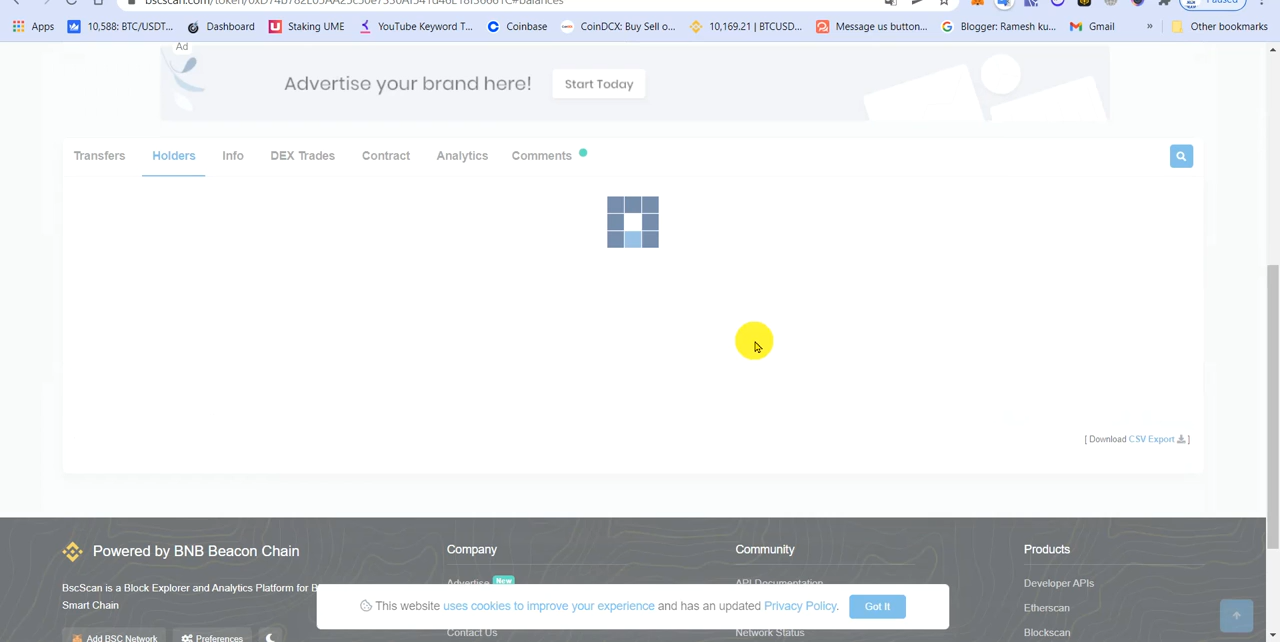 Apps
10,588: BTC/USDT...
Dashboard
Staking UME
YouTube Keyword T...
Coinbase
CoinDCX: Buy Sell o...
10,169.21 | BTCUSD...
Message us button...
Blogger: Ramesh ku...
Gmail
»
Other bookmarks
Ad
Advertise your brand here!
Start Today
Transfers
Holders
Info
DEX Trades
Contract
Analytics
Comments
[ Download CSV Export ]
Powered by BNB Beacon Chain
BscScan is a Block Explorer and Analytics Platform for B
Smart Chain
Add BSC Network
Preferences
Company
Advertise New
Contact Us
Community
API Documentation
Network Status
Products
Developer APIs
Etherscan
Blockscan
This website uses cookies to improve your experience and has an updated Privacy Policy.
Got It